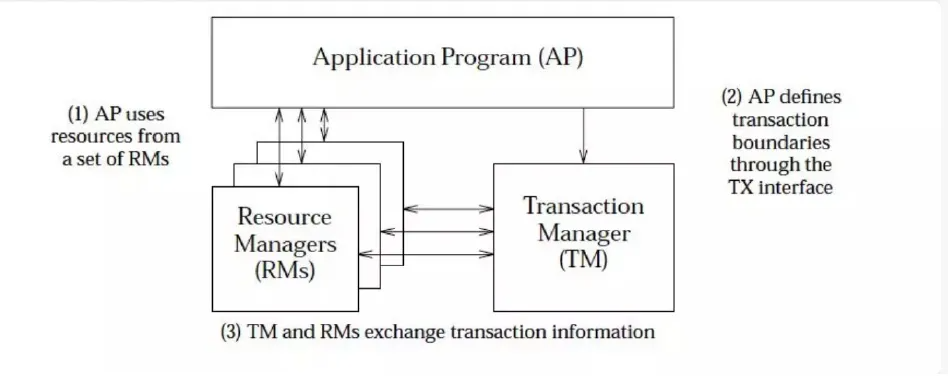 Application Program (AP)
(1) AP uses
resources from
a set of RMs
(2) AP defines
transaction
boundaries
through the
TX interface
Resource
Managers
(RMs)
Transaction
Manager
(TM)
(3) TM and RMs exchange transaction information